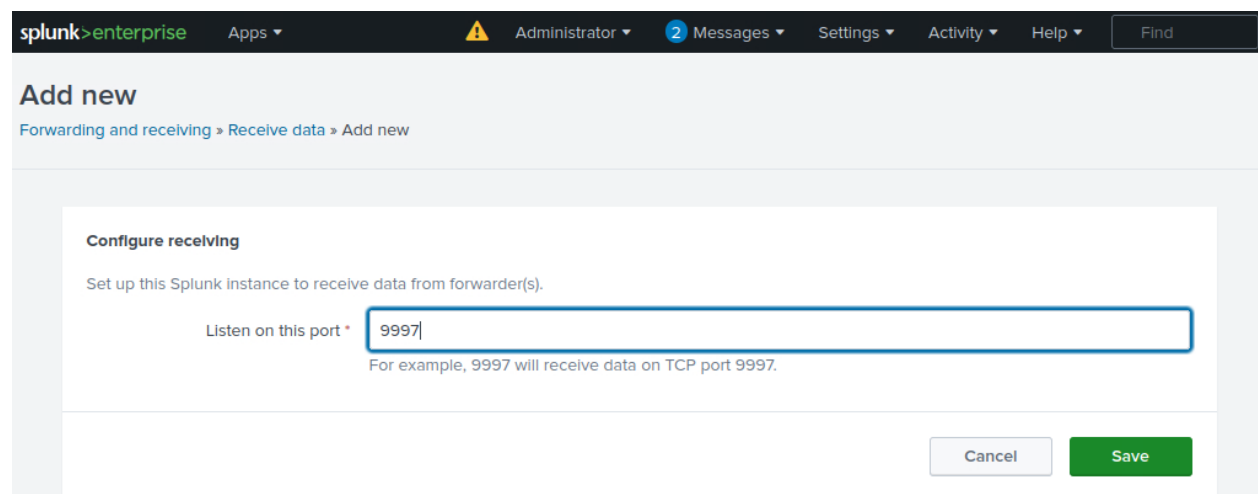 splunk>enterprise Apps Administrator 2 Messages Settings Activity Help Find
Add new
Forwarding and receiving » Receive data » Add new
Configure receiving
Set up this Splunk instance to receive data from forwarder(s).
Listen on this port * 9997
For example, 9997 will receive data on TCP port 9997.
Cancel Save